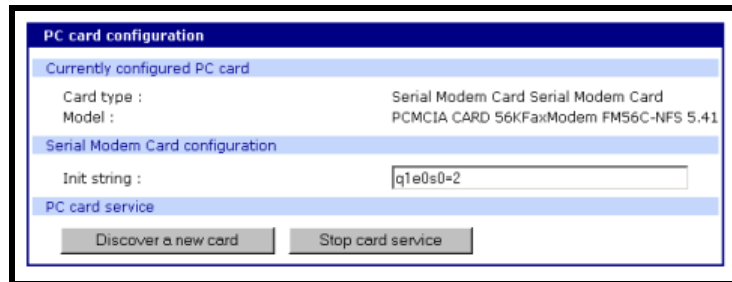 PC card configuration
Currently configured PC card
Card type : Serial Modem Card Serial Modem Card
Model : PCMCIA CARD 56KFaxModem FM56C-NFS 5.41
Serial Modem Card configuration
Init string : q1e0s0=2
PC card service
Discover a new card Stop card service